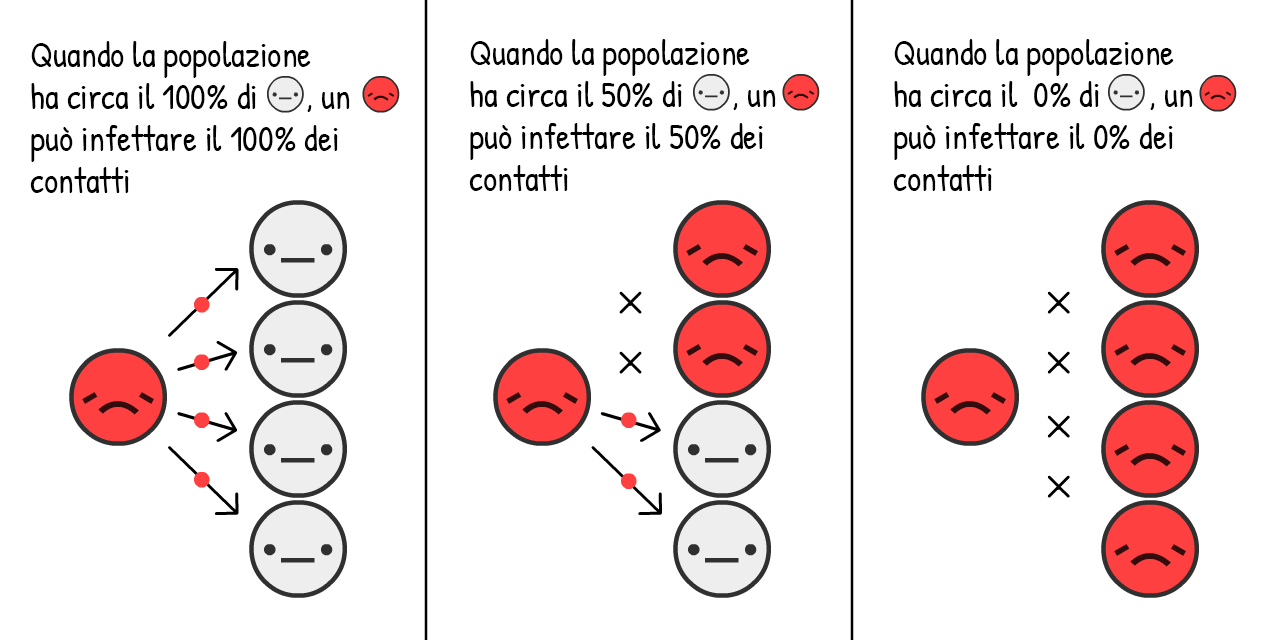 Quando la popolazione
ha circa il 100% di , un
può infettare il 100% dei
contatti
Quando la popolazione
ha circa il 50% di , un
può infettare il 50% dei
contatti
Quando la popolazione
ha circa il 0% di , un
può infettare il 0% dei
contatti